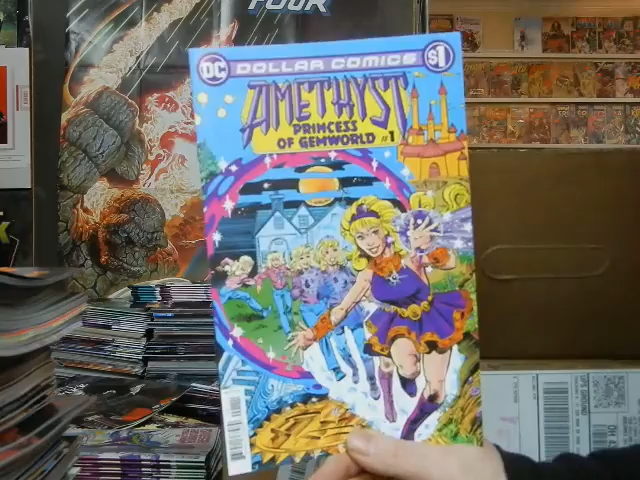 FOUR
DC DOLLAR COMICS $1
AMETHYST
PRINCESS
OF GEMWORLD #1